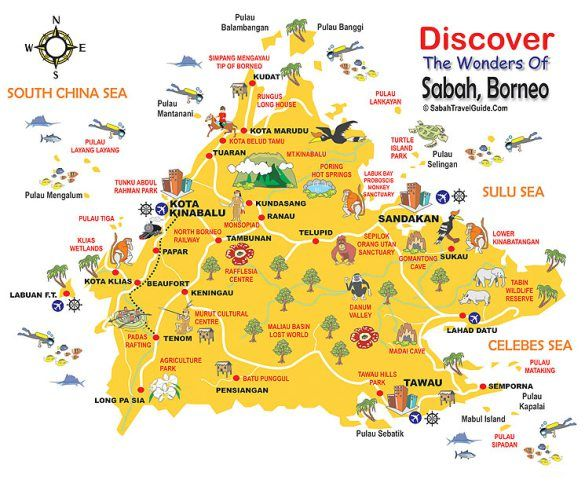 N
W
E
S
Discover
The Wonders Of
Sabah, Borneo
© SabahTravelGuide.Com
Pulau
Balambangan
Pulau Banggi
SIMPANG MENGAYAU
TIP OF BORNEO
KUDAT
SOUTH CHINA SEA
RUNGUS
LONG HOUSE
PULAU
LANKAYAN
Pulau
Mantanani
KOTA MARUDU
KOTA BELUD TAMU
TUARAN
PULAU
LAYANG LAYANG
MT.KINABALU
TURTLE
ISLAND PARK
Pulau
Selingan
PORING
HOT SPRINGS
LABUK BAY
PROBOSCIS
MONKEY
SANCTUARY
TUNKU ABDUL
RAHMAN PARK
Pulau Mengalum
SULU SEA
KOTA
KINABALU
KUNDASANG
RANAU
SANDAKAN
PULAU TIGA
MONSOPIAD
KLIAS
WETLANDS
NORTH BORNEO
RAILWAY
TAMBUNAN
TELUPID
SEPILOK
ORAN UTAN
SANCTUARY
LOWER
KINABATANGAN
PAPAR
GOMANTONG
CAVE
SUKAU
RAFFLESIA
CENTRE
KOTA KLIAS
BEAUFORT
TABIN
WILDLIFE
RESERVE
LABUAN F.T.
KENINGAU
DANUM
VALLEY
MURUT CULTURAL
CENTRE
MALIAU BASIN
LOST WORLD
LAHAD DATU
PADAS
RAFTING
TENOM
CELEBES SEA
MADAI CAVE
AGRICULTURE
PARK
TAWAU HILLS
PARK
PULAU
MATAKING
BATU PUNGGUL
TAWAU
SEMPORNA
PENSIANGAN
LONG PA SIA
Pulau
Kapalai
Mabul Island
Pulau Sebatik
PULAU
SIPADAN